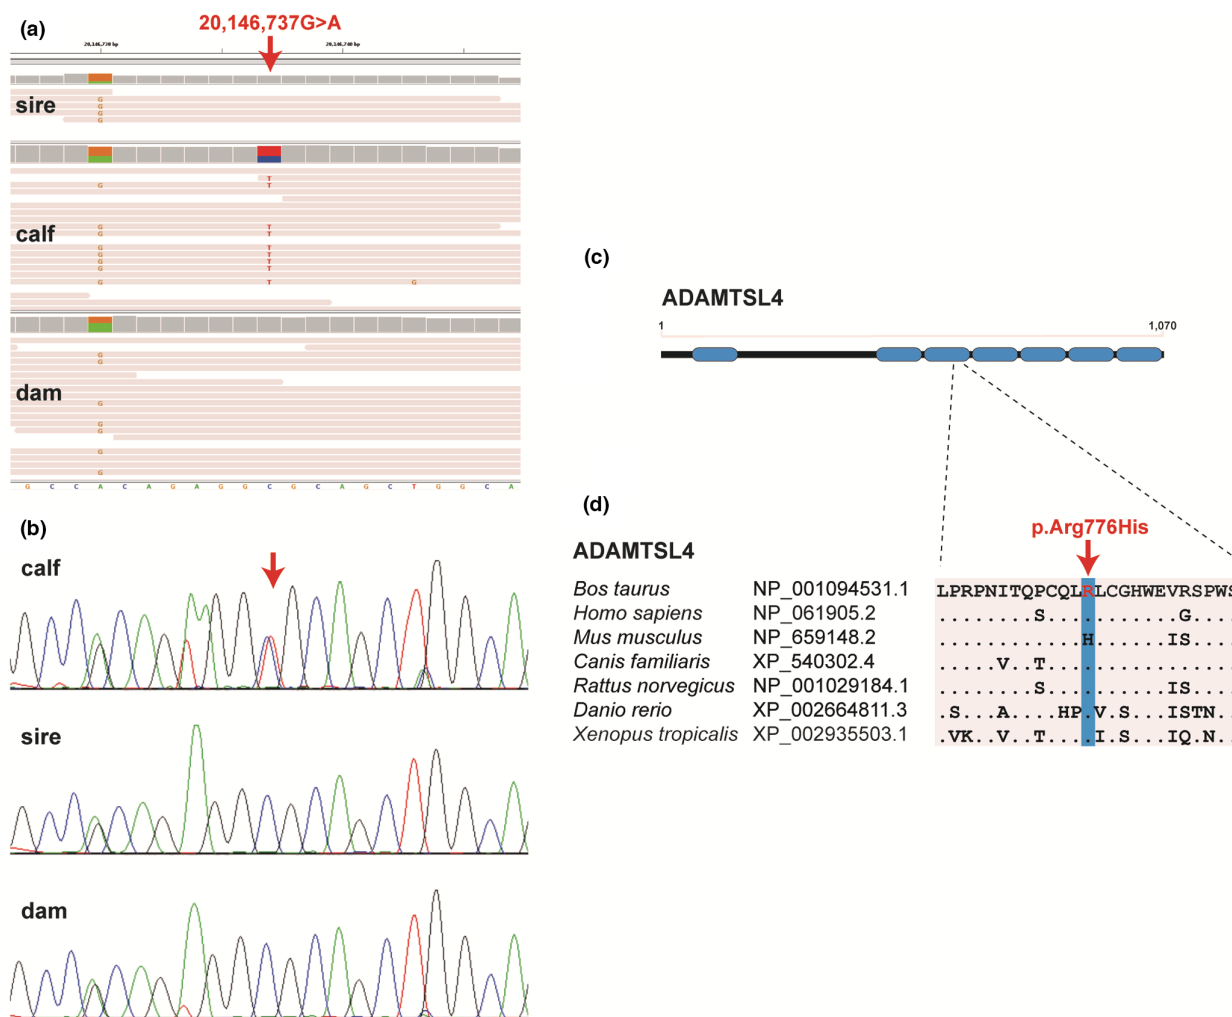 (a)
20,146,737G>A
20,146,730 bp 20,146,740 bp
sire
G
G
G
G
calf
T
G T
G T
G T
G T
G T
G T
G T
G T G
dam
G
G
G
G
G
G
G
G C C A C A G A G G C G C A G C T G G C A
(b)
calf
sire
dam
(c)
ADAMTSL4
1 1,070
(d)
p.Arg776His
ADAMTSL4
Bos taurus NP_001094531.1 LPRPNITQPCQLRLCGHWEVRSPWS
Homo sapiens NP_061905.2 ........S...........G....
Mus musculus NP_659148.2 ............H......IS....
Canis familiaris XP_540302.4 .....V..T................
Rattus norvegicus NP_001029184.1 ........S..........IS....
Danio rerio XP_002664811.3 .S...A....HP.V.S...ISTN..
Xenopus tropicalis XP_002935503.1 .VK..V..T....I.S...IQ.N..